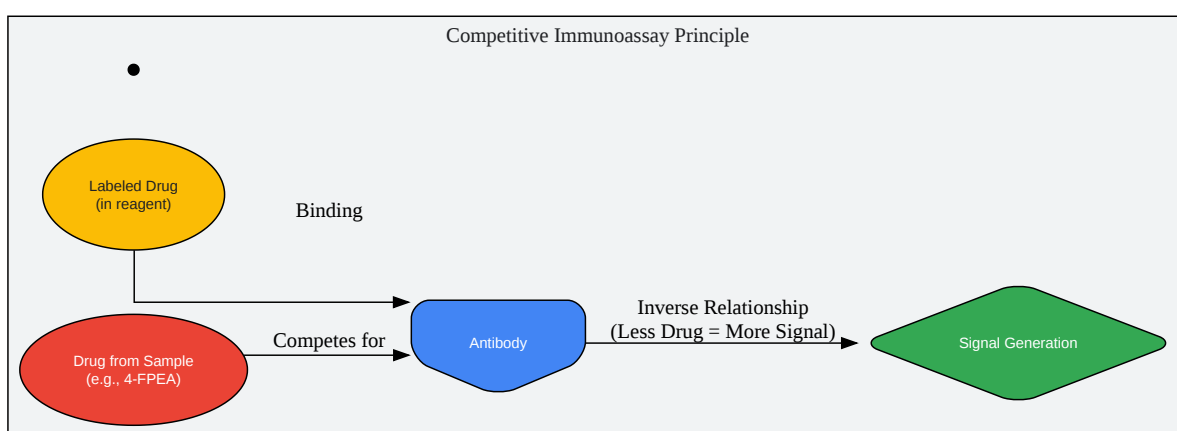 Competitive Immunoassay Principle
Labeled Drug
(in reagent)
Binding
Inverse Relationship
(Less Drug = More Signal)
Competes for
Antibody
Signal Generation
Drug from Sample
(e.g., 4-FPEA)